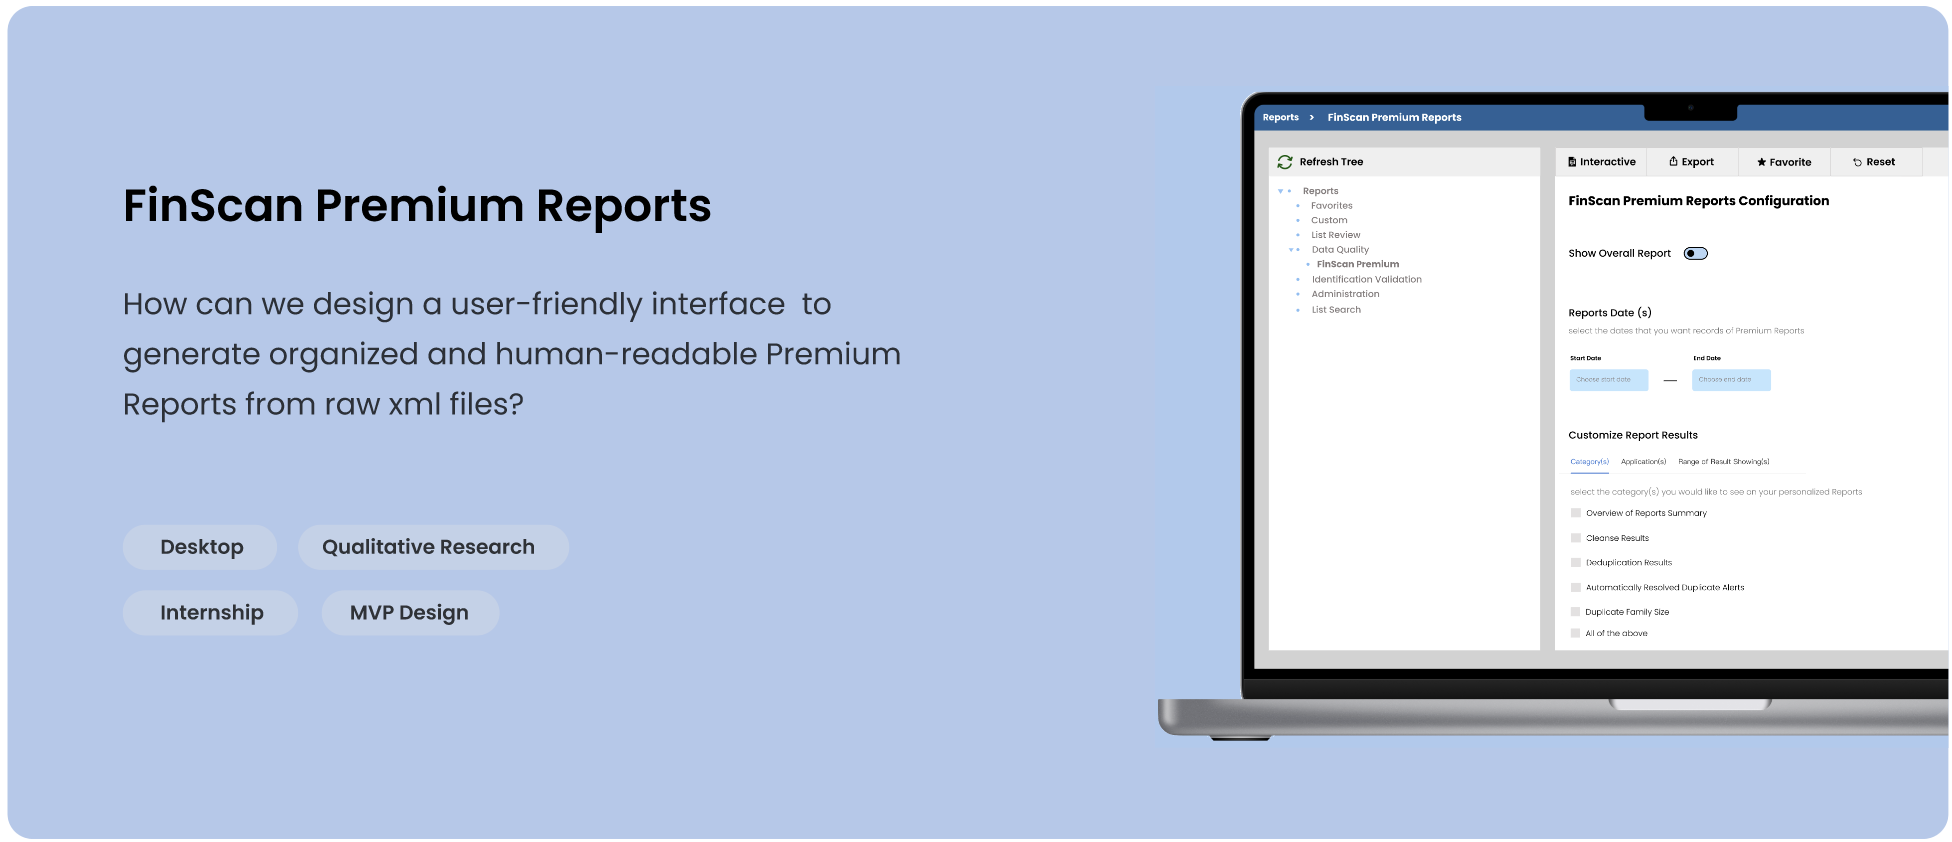 FinScan Premium Reports
How can we design a user-friendly interface to
generate organized and human-readable Premium
Reports from raw xml files?
Desktop
Qualitative Research
Internship
MVP Design
Reports > FinScan Premium Reports
Refresh Tree
Reports
Favorites
Custom
List Review
Data Quality
FinScan Premium
Identification Validation
Administration
List Search
Interactive
Export
Favorite
Reset
FinScan Premium Reports Configuration
Show Overall Report
Reports Date (s)
select the dates that you want records of Premium Reports
Start Date
End Date
Choose start date
—
Choose end date
Customize Report Results
Category(s)
Application(s)
Range of Result Showing(s)
select the category(s) you would like to see on your personalized Reports
Overview of Reports Summary
Cleanse Results
Deduplication Results
Automatically Resolved Duplicate Alerts
Duplicate Family Size
All of the above